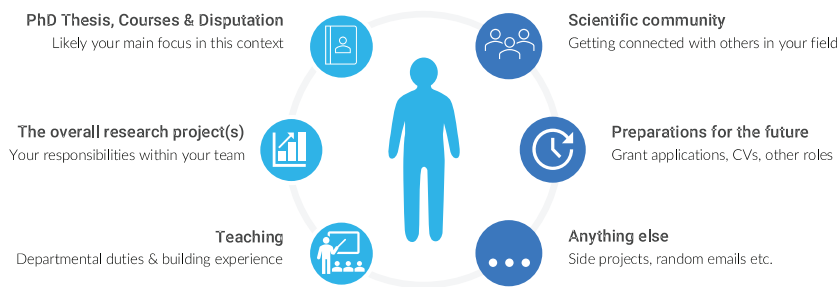 PhD Thesis, Courses & Disputation
Likely your main focus in this context
The overall research project(s)
Your responsibilities within your team
Teaching
Departmental duties & building experience
Scientific community
Getting connected with others in your field
Preparations for the future
Grant applications, CVs, other roles
Anything else
Side projects, random emails etc.